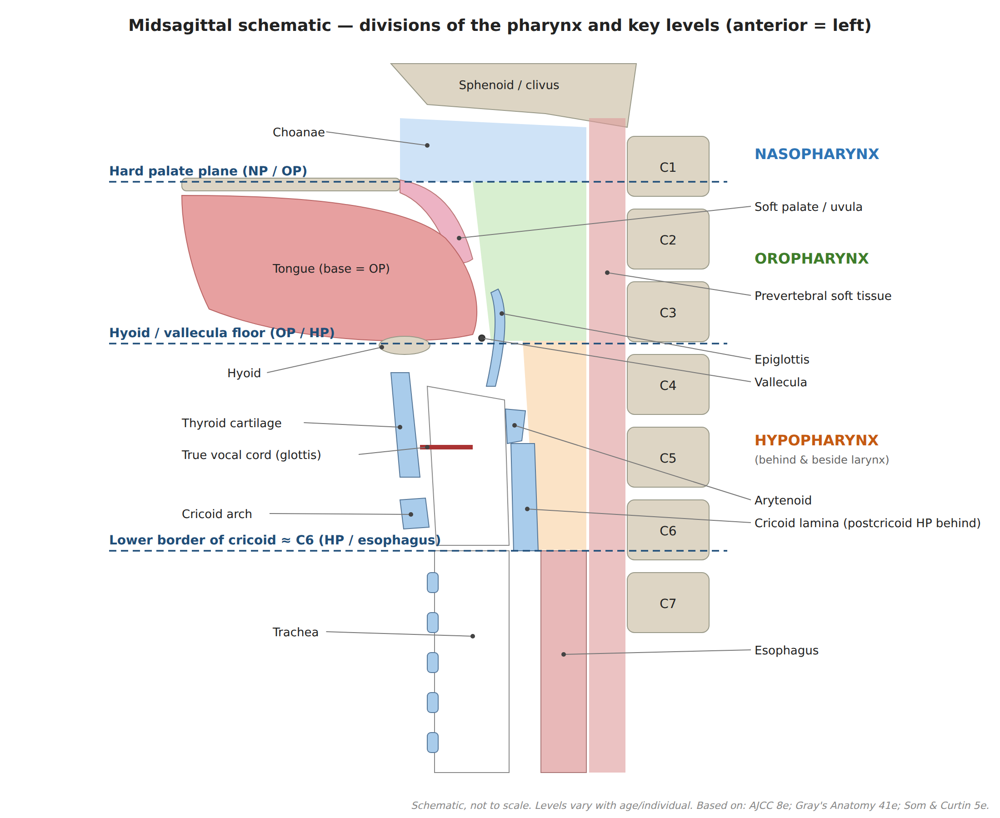 Midsagittal schematic — divisions of the pharynx and key levels (anterior = left)
Sphenoid / clivus
Choanae
NASOPHARYNX
C1
Hard palate plane (NP / OP)
Soft palate / uvula
C2
OROPHARYNX
Tongue (base = OP)
Prevertebral soft tissue
C3
Hyoid / vallecula floor (OP / HP)
Epiglottis
Hyoid
Vallecula
C4
Thyroid cartilage
HYPOPHARYNX
True vocal cord (glottis)
C5
(behind & beside larynx)
Arytenoid
Cricoid arch
Cricoid lamina (postcricoid HP behind)
C6
Lower border of cricoid ≈ C6 (HP / esophagus)
C7
Trachea
Esophagus
Schematic, not to scale. Levels vary with age/individual. Based on: AJCC 8e; Gray's Anatomy 41e; Som & Curtin 5e.